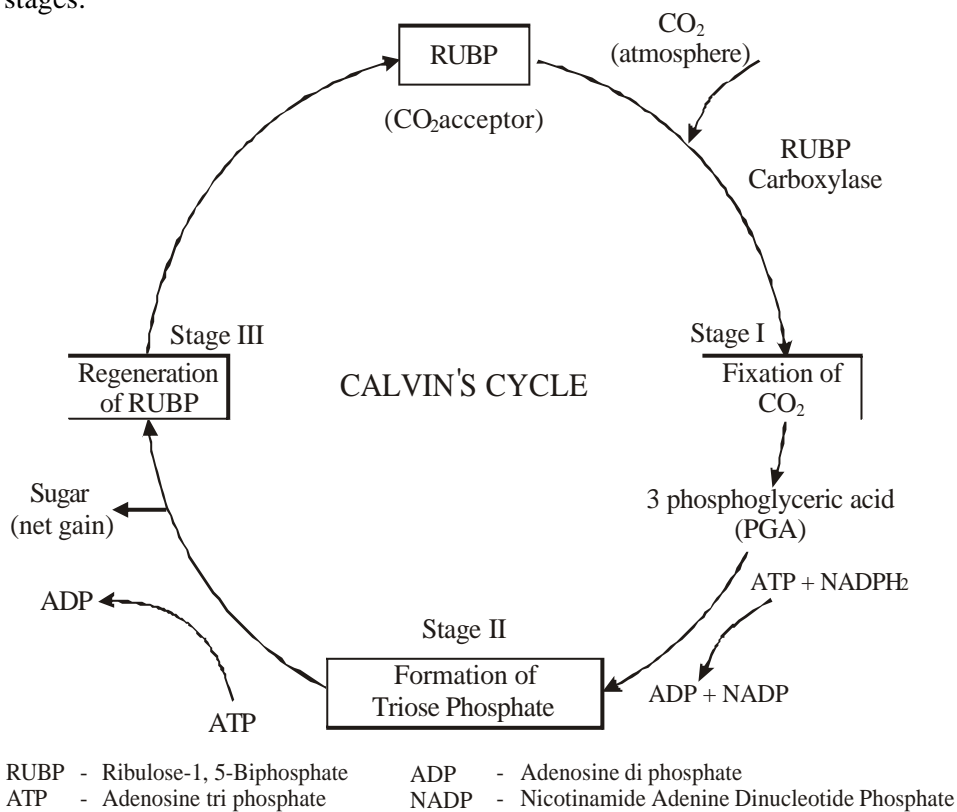 stages.
RUBP
(CO2acceptor)
CO2
(atmosphere)
RUBP
Carboxylase
Stage I
Fixation of
CO2
3 phosphoglyceric acid
(PGA)
ATP + NADPH2
ADP + NADP
Stage II
Formation of
Triose Phosphate
ATP
ADP
Sugar
(net gain)
Stage III
Regeneration
of RUBP
CALVIN'S CYCLE
RUBP - Ribulose-1, 5-Biphosphate
ATP - Adenosine tri phosphate
ADP - Adenosine di phosphate
NADP - Nicotinamide Adenine Dinucleotide Phosphate